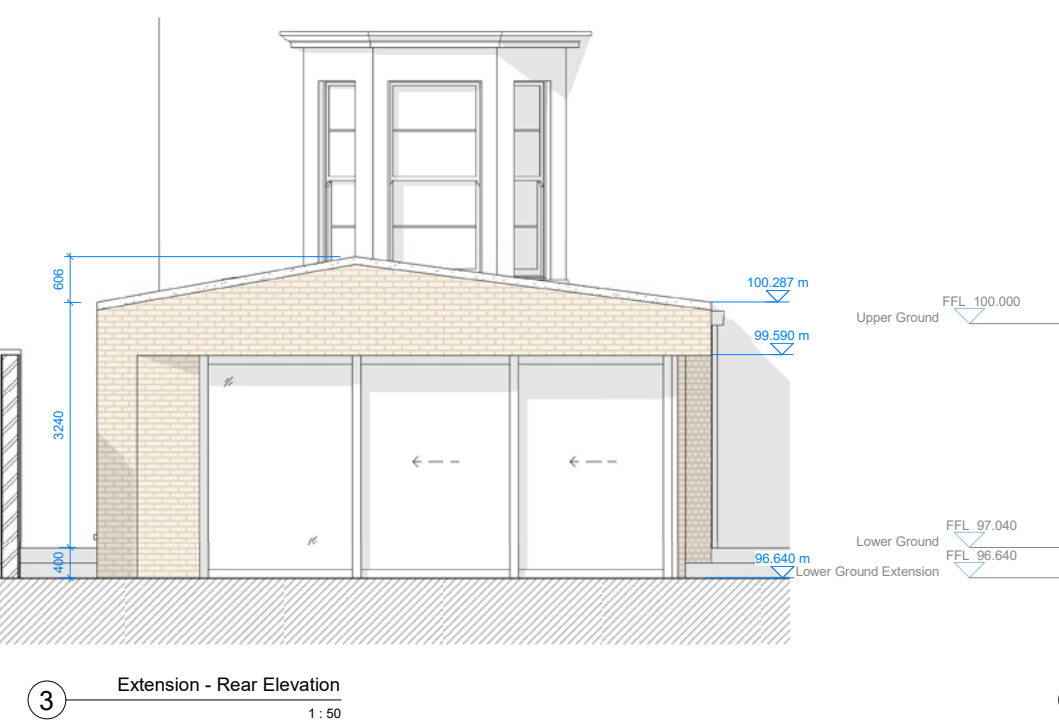 606
100.287 m
FFL 100.000
Upper Ground
99.590 m
3240
FFL 97.040
Lower Ground
400
96.640 m
FFL 96.640
Lower Ground Extension
3
Extension - Rear Elevation
1 : 50